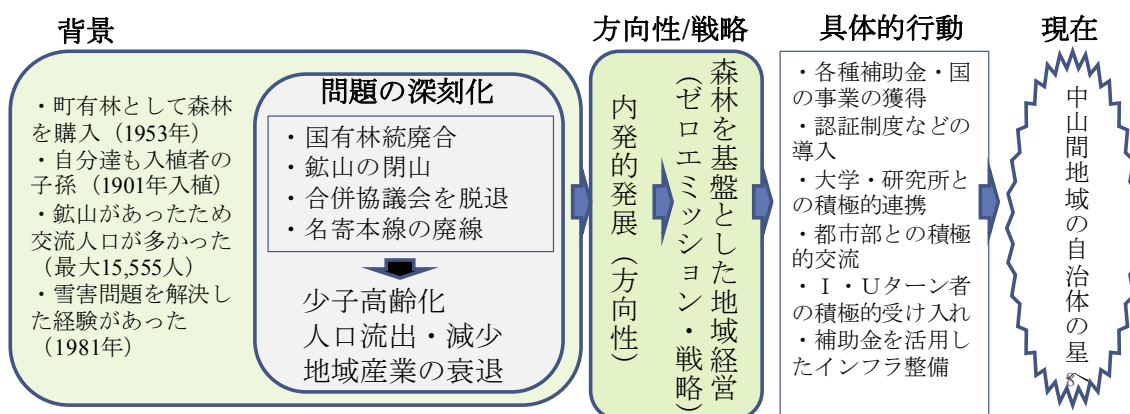 背景
・町有林として森林
を購入（1953年）
・自分達も入植者の
子孫（1901年入植）
・鉱山があったため
交流人口が多かった
（最大15,555人）
・雪害問題を解決し
た経験があった
（1981年）
問題の深刻化
・国有林統廃合
・鉱山の閉山
・合併協議会を脱退
・名寄本線の廃線
少子高齢化
人口流出・減少
地域産業の衰退
方向性/戦略
内発的発展（方向性）
森林を基盤とした地域経営
（ゼロエミッション・戦略）
具体的行動
・各種補助金・国
の事業の獲得
・認証制度などの
導入
・大学・研究所と
の積極的連携
・都市部との積極
的交流
・Ｉ・Uターン者
の積極的受け入れ
・補助金を活用し
たインフラ整備
現在
中山間地域の自治体の星へ
8